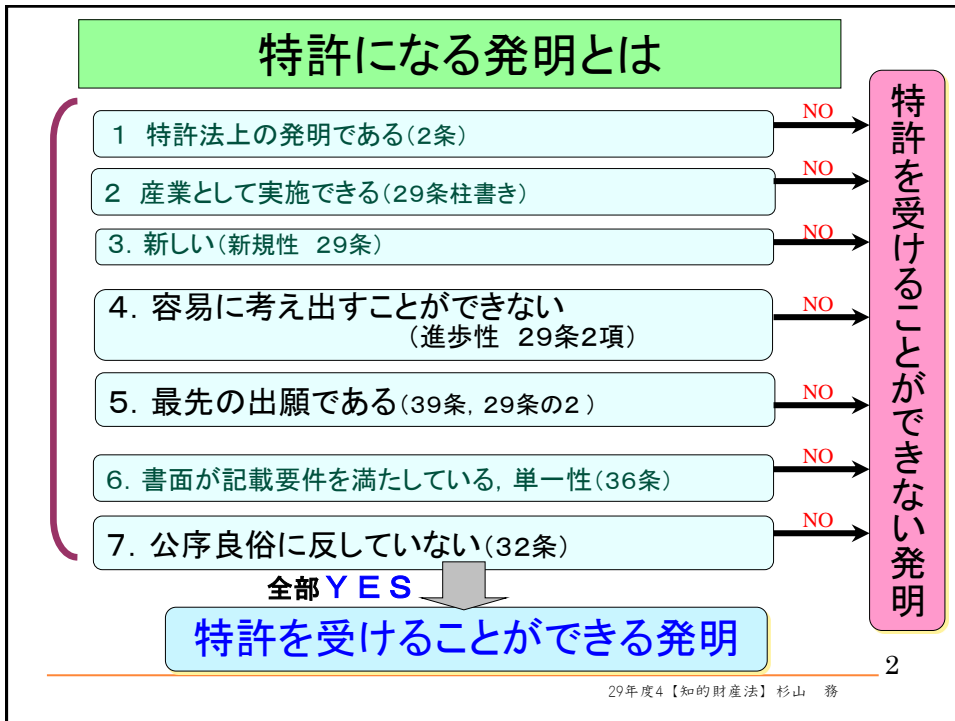 特許になる発明とは
1 特許法上の発明である(2条)
NO
2 産業として実施できる(29条柱書き)
NO
3. 新しい(新規性 29条)
NO
4. 容易に考え出すことができない
(進歩性 29条2項)
NO
5. 最先の出願である(39条, 29条の2)
NO
6. 書面が記載要件を満たしている, 単一性(36条)
NO
7. 公序良俗に反していない(32条)
NO
特許を受けることができない発明
全部YES
特許を受けることができる発明
2
29年度4【知的財産法】杉山 務